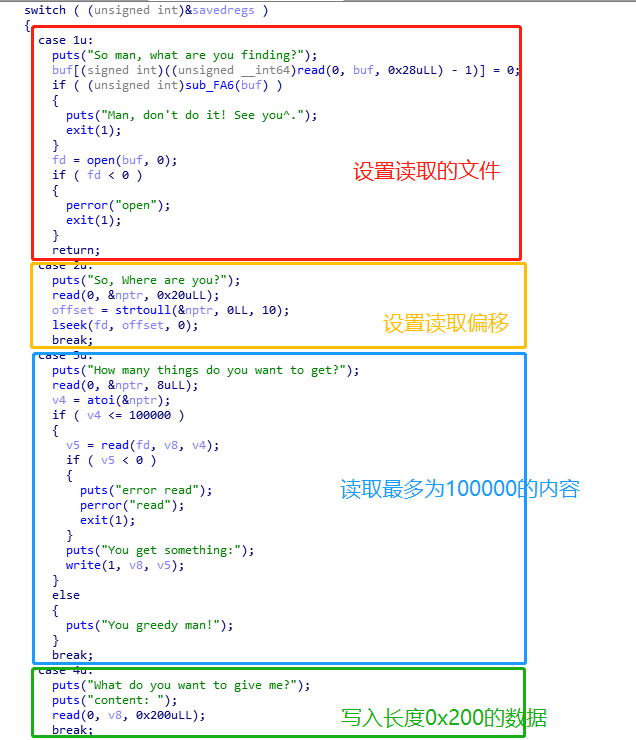 switch ( (unsigned int)&savedregs )
{
case 1u:
puts("So man, what are you finding?");
buf[(signed int)((unsigned __int64)read(0, buf, 0x28uLL) - 1)] = 0;
if ( (unsigned int)sub_FA6(buf) )
{
puts("Man, don't do it! See you^.");
exit(1);
}
fd = open(buf, 0);
if ( fd < 0 )
{
perror("open");
exit(1);
}
return;
设置读取的文件
case 2u:
puts("So, Where are you?");
read(0, &nptr, 0x20uLL);
offset = strtoull(&nptr, 0LL, 10);
lseek(fd, offset, 0);
break;
设置读取偏移
case 3u:
puts("How many things do you want to get?");
read(0, &nptr, 8uLL);
v4 = atoi(&nptr);
if ( v4 <= 100000 )
{
v5 = read(fd, v8, v4);
if ( v5 < 0 )
{
puts("error read");
perror("read");
exit(1);
}
puts("You get something:");
write(1, v8, v5);
}
else
{
puts("You greedy man!");
}
break;
读取最多为100000的内容
case 4u:
puts("What do you want to give me?");
puts("content: ");
read(0, v8, 0x200uLL);
break;
写入长度0x200的数据